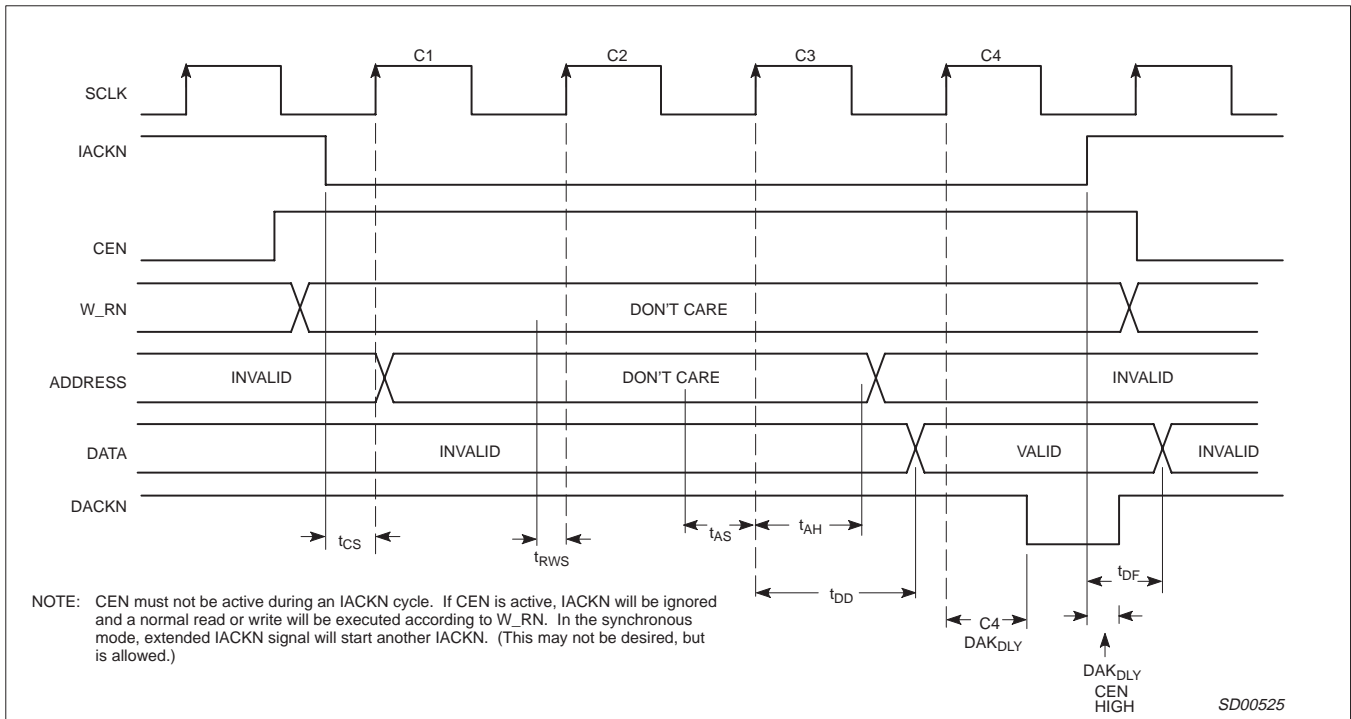 C1 C2 C3 C4
SCLK
IACKN
CEN
W_RN DON'T CARE
ADDRESS INVALID DON'T CARE INVALID
DATA INVALID VALID INVALID
DACKN
tCS tRWS tAS tAH tDF
tDD
C4
DAKDLY
DAKDLY
CEN
HIGH
NOTE: CEN must not be active during an IACKN cycle. If CEN is active, IACKN will be ignored
and a normal read or write will be executed according to W_RN. In the synchronous
mode, extended IACKN signal will start another IACKN. (This may not be desired, but
is allowed.)
SD00525